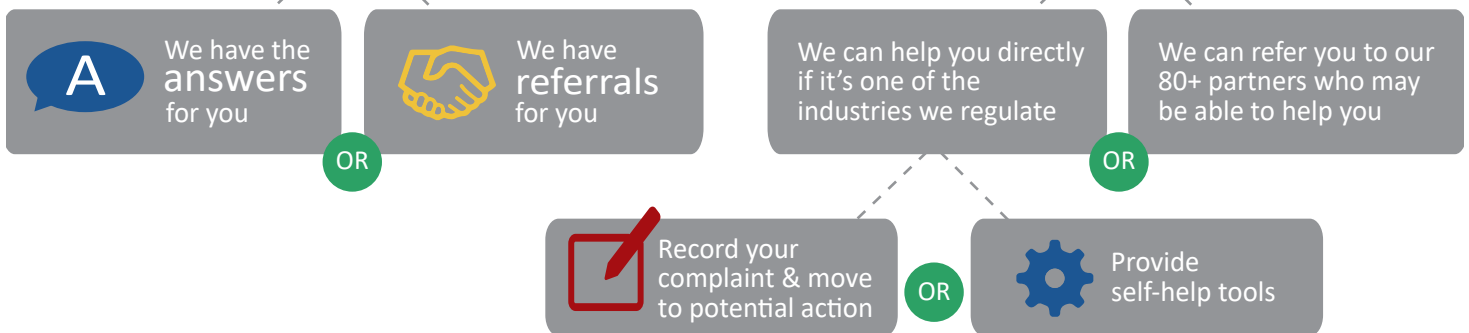 A
We have the
answers
for you
OR
We have
referrals
for you
We can help you directly
if it’s one of the
industries we regulate
OR
We can refer you to our
80+ partners who may
be able to help you
Record your
complaint & move
to potential action
OR
Provide
self-help tools